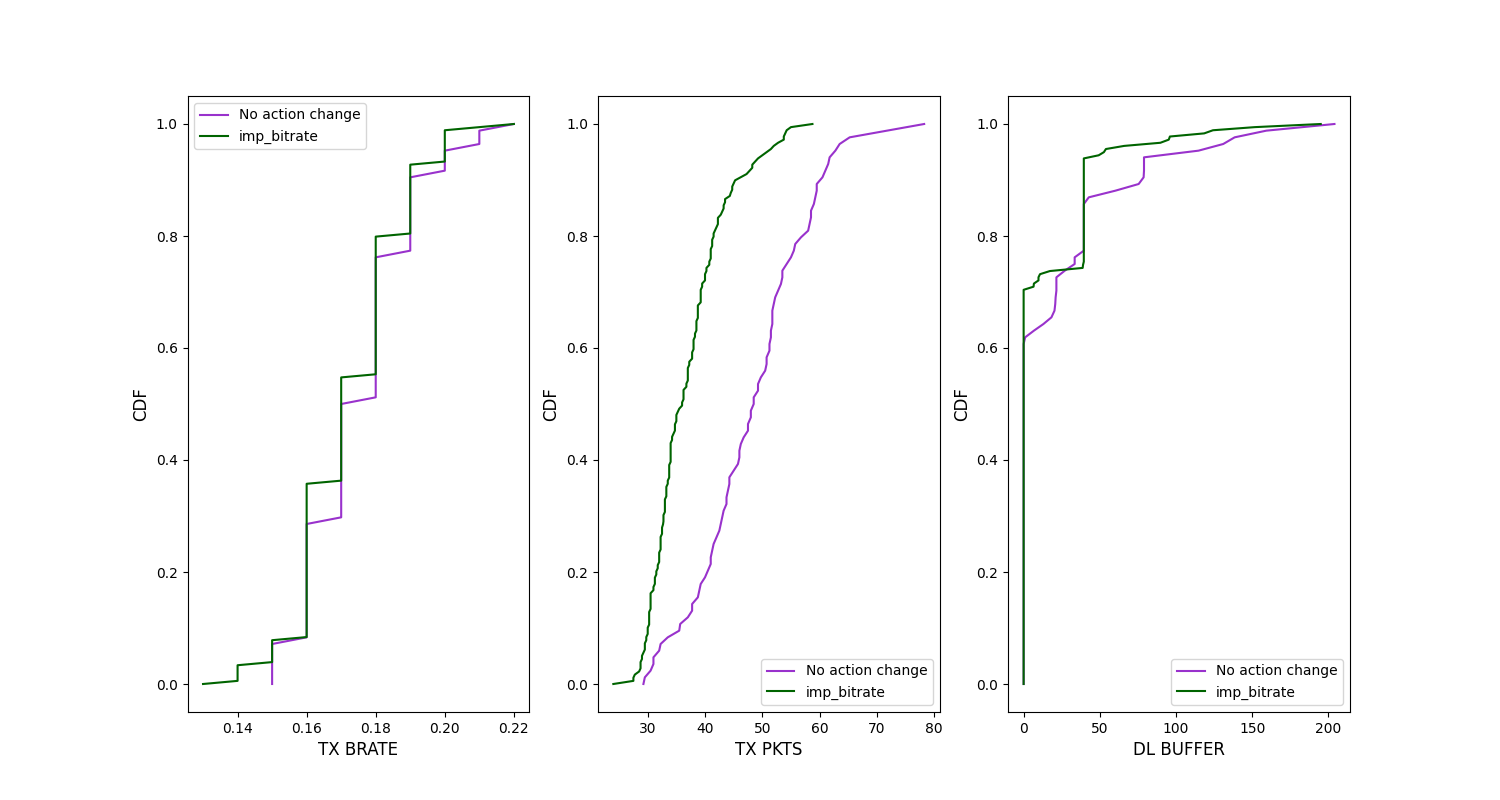 No action change
imp_bitrate
1.0
0.8
0.6
0.4
0.2
0.0
CDF
0.14 0.16 0.18 0.20 0.22
TX BRATE
1.0
0.8
0.6
0.4
0.2
0.0
CDF
No action change
imp_bitrate
30 40 50 60 70 80
TX PKTS
1.0
0.8
0.6
0.4
0.2
0.0
CDF
No action change
imp_bitrate
0 50 100 150 200
DL BUFFER